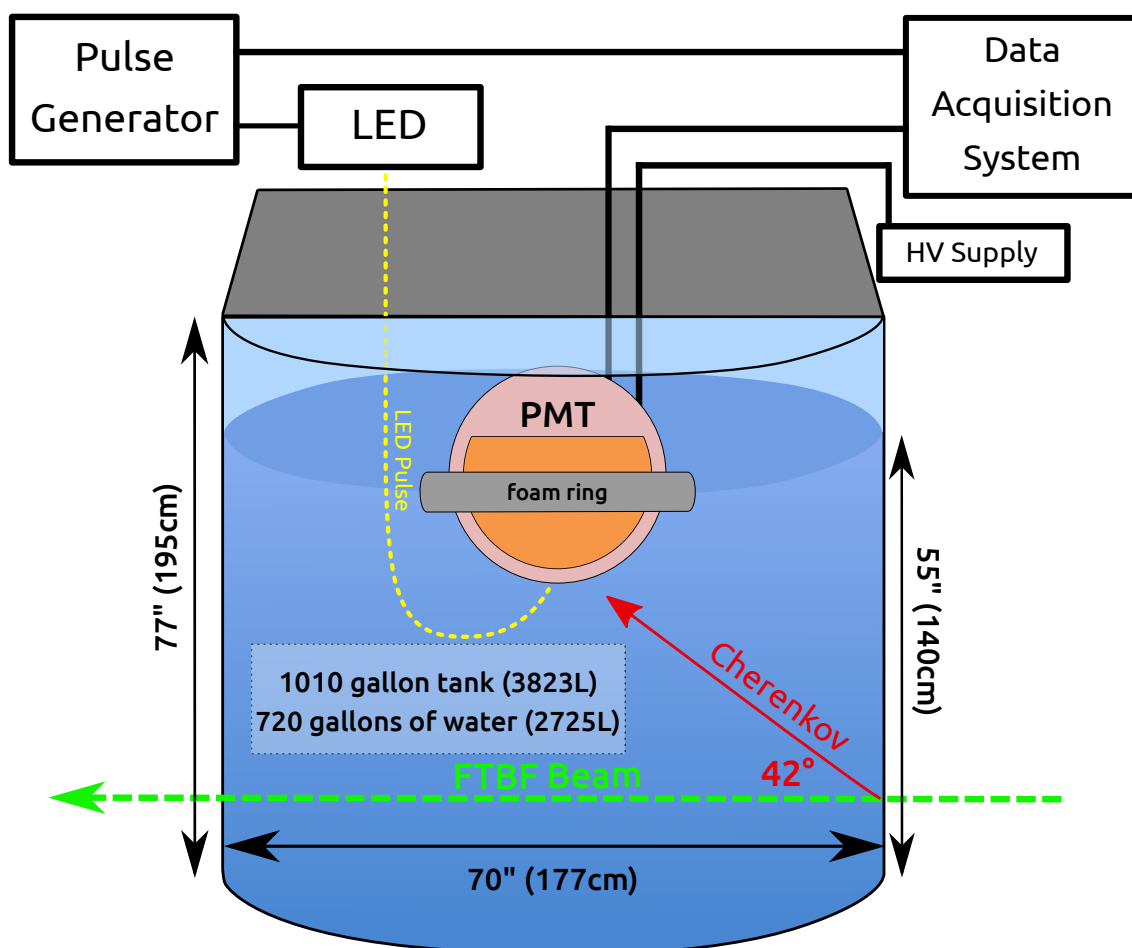 Pulse
Generator
LED
Data
Acquisition
System
HV Supply
LED Pulse
PMT
foam ring
77" (195cm)
55" (140cm)
1010 gallon tank (3823L)
720 gallons of water (2725L)
Cherenkov
42°
FTBF Beam
70" (177cm)